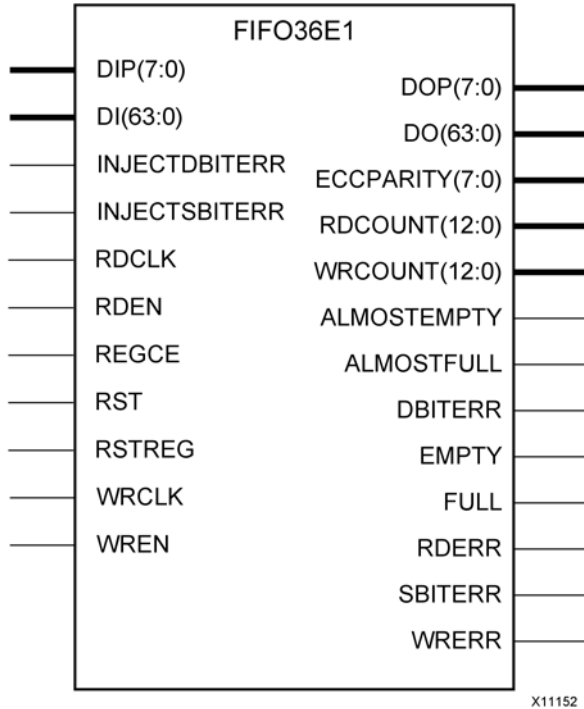 FIFO36E1
DIP(7:0)
DI(63:0)
INJECTDBITERR
INJECTSBITERR
RDCLK
RDEN
REGCE
RST
RSTREG
WRCLK
WREN
DOP(7:0)
DO(63:0)
ECCPARITY(7:0)
RDCOUNT(12:0)
WRCOUNT(12:0)
ALMOSTEMPTY
ALMOSTFULL
DBITERR
EMPTY
FULL
RDERR
SBITERR
WRERR
X11152